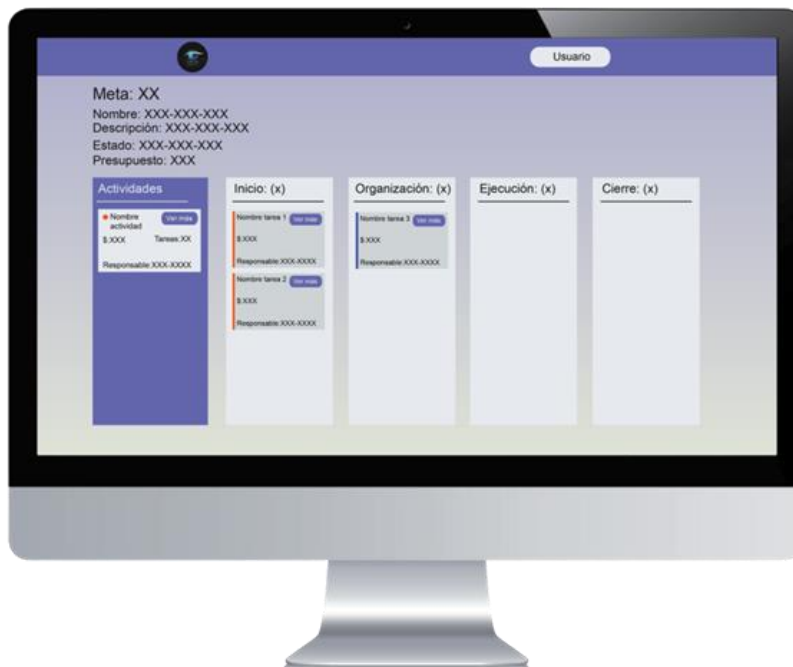 Usuario
Meta: XX
Nombre: XXX-XXX-XXX
Descripción: XXX-XXX-XXX
Estado: XXX-XXX-XXX
Presupuesto: XXX
Actividades
Nombre actividad
Ver más
$:XXX
Tareas:XX
Responsable:XXX-XXXX
Inicio: (x)
Nombre tarea 1
Ver más
$:XXX
Responsable:XXX-XXXX
Nombre tarea 2
Ver más
$:XXX
Responsable:XXX-XXXX
Organización: (x)
Nombre tarea 3
Ver más
$:XXX
Responsable:XXX-XXXX
Ejecución: (x)
Cierre: (x)